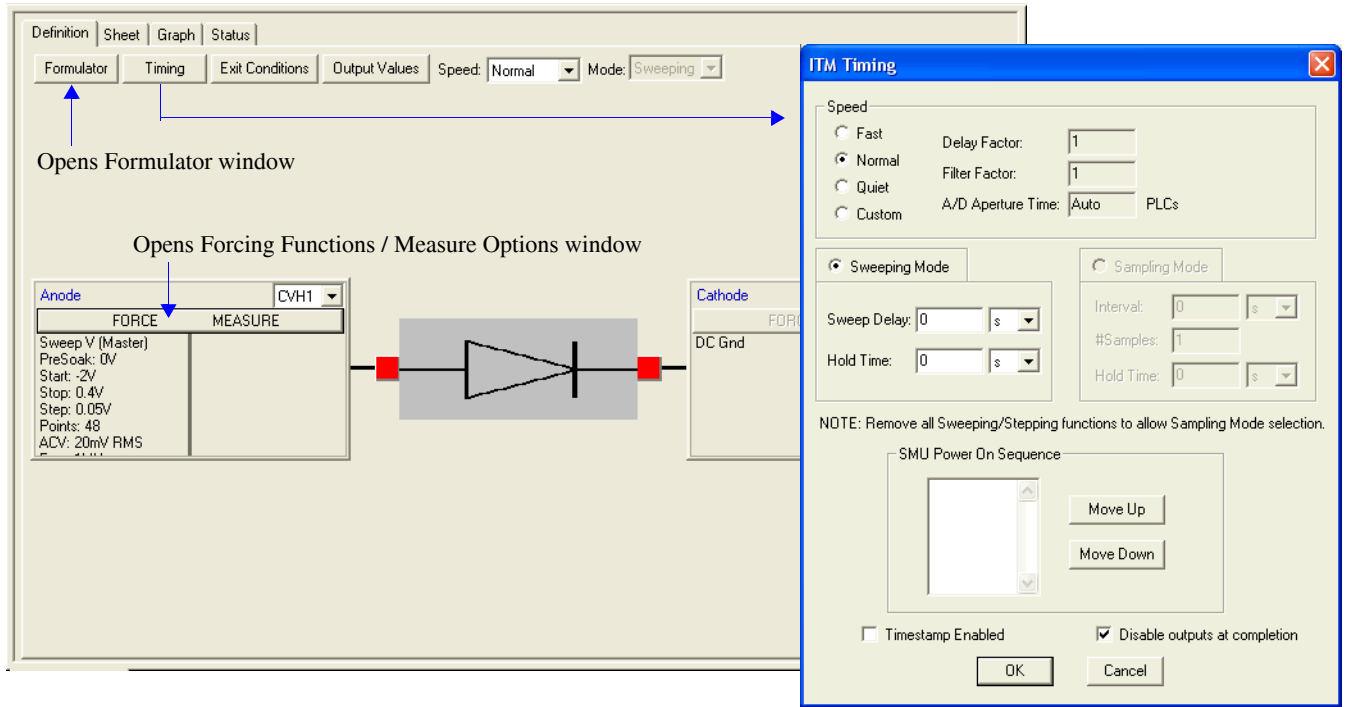 Definition Sheet Graph Status
Formulator Timing Exit Conditions Output Values Speed: Normal Mode: Sweeping
Opens Formulator window
Opens Forcing Functions / Measure Options window
Anode CVH1
FORCE MEASURE
Sweep V (Master)
PreSoak: 0V
Start: -2V
Stop: 0.4V
Step: 0.05V
Points: 48
ACV: 20mV RMS
Cathode
DC Gnd
ITM Timing
Speed
Fast
Normal
Quiet
Custom
Delay Factor: 1
Filter Factor: 1
A/D Aperture Time: Auto PLCs
Sweeping Mode
Sweep Delay: 0 s
Hold Time: 0 s
Sampling Mode
Interval: 0 s
#Samples: 1
Hold Time: 0 s
NOTE: Remove all Sweeping/Stepping functions to allow Sampling Mode selection.
SMU Power On Sequence
Move Up
Move Down
Timestamp Enabled
Disable outputs at completion
OK Cancel